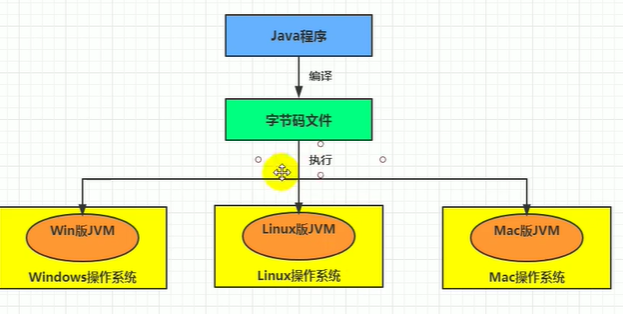 Java程序
编译
字节码文件
执行
Win版JVM
Linux版JVM
Mac版JVM
Windows操作系统
Linux操作系统
Mac操作系统